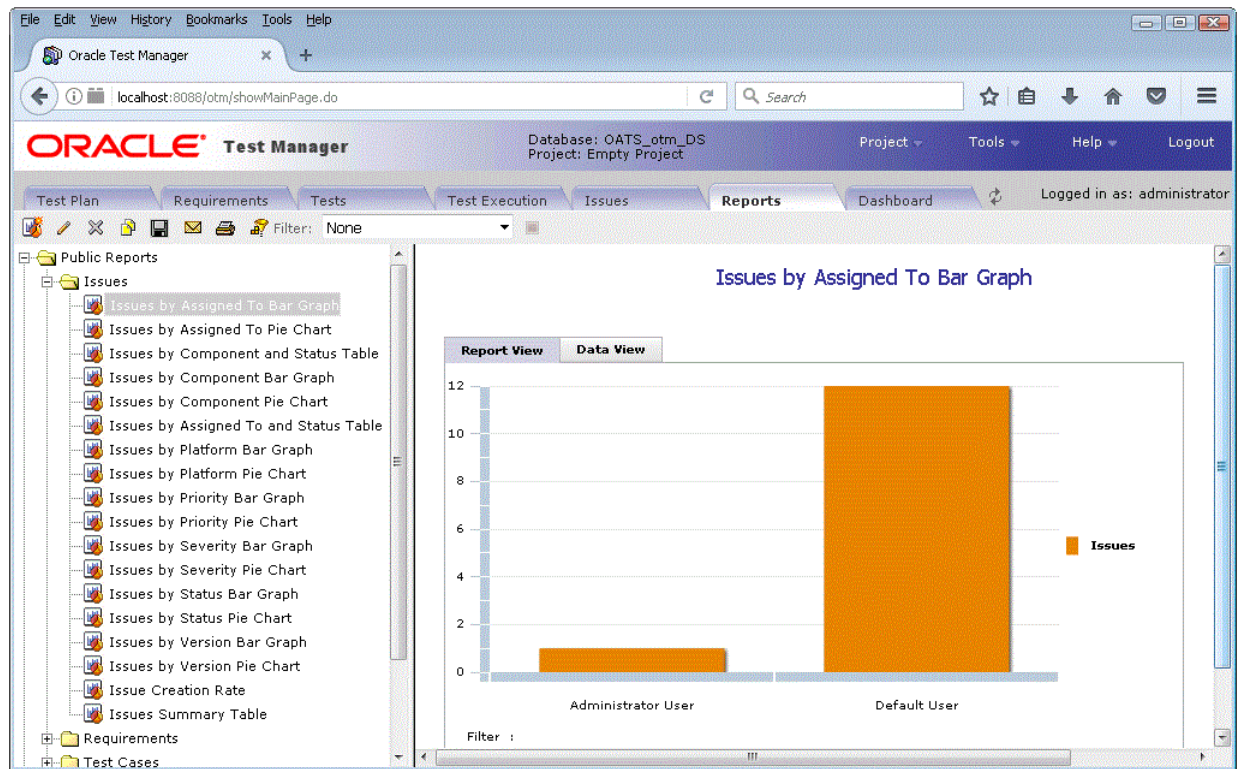 File Edit View History Bookmarks Tools Help
Oracle Test Manager × +
localhost:8088/otm/showMainPage.do
Search
ORACLE Test Manager
Database: OATS_otm_DS
Project: Empty Project
Project Tools Help Logout
Test Plan Requirements Tests Test Execution Issues Reports Dashboard
Logged in as: administrator
Filter: None
Public Reports
Issues
Issues by Assigned To Bar Graph
Issues by Assigned To Pie Chart
Issues by Component and Status Table
Issues by Component Bar Graph
Issues by Component Pie Chart
Issues by Assigned To and Status Table
Issues by Platform Bar Graph
Issues by Platform Pie Chart
Issues by Priority Bar Graph
Issues by Priority Pie Chart
Issues by Severity Bar Graph
Issues by Severity Pie Chart
Issues by Status Bar Graph
Issues by Status Pie Chart
Issues by Version Bar Graph
Issues by Version Pie Chart
Issue Creation Rate
Issues Summary Table
Requirements
Test Cases
Issues by Assigned To Bar Graph
Report View Data View
12
10
8
6
4
2
0
Administrator User Default User
Issues
Filter :